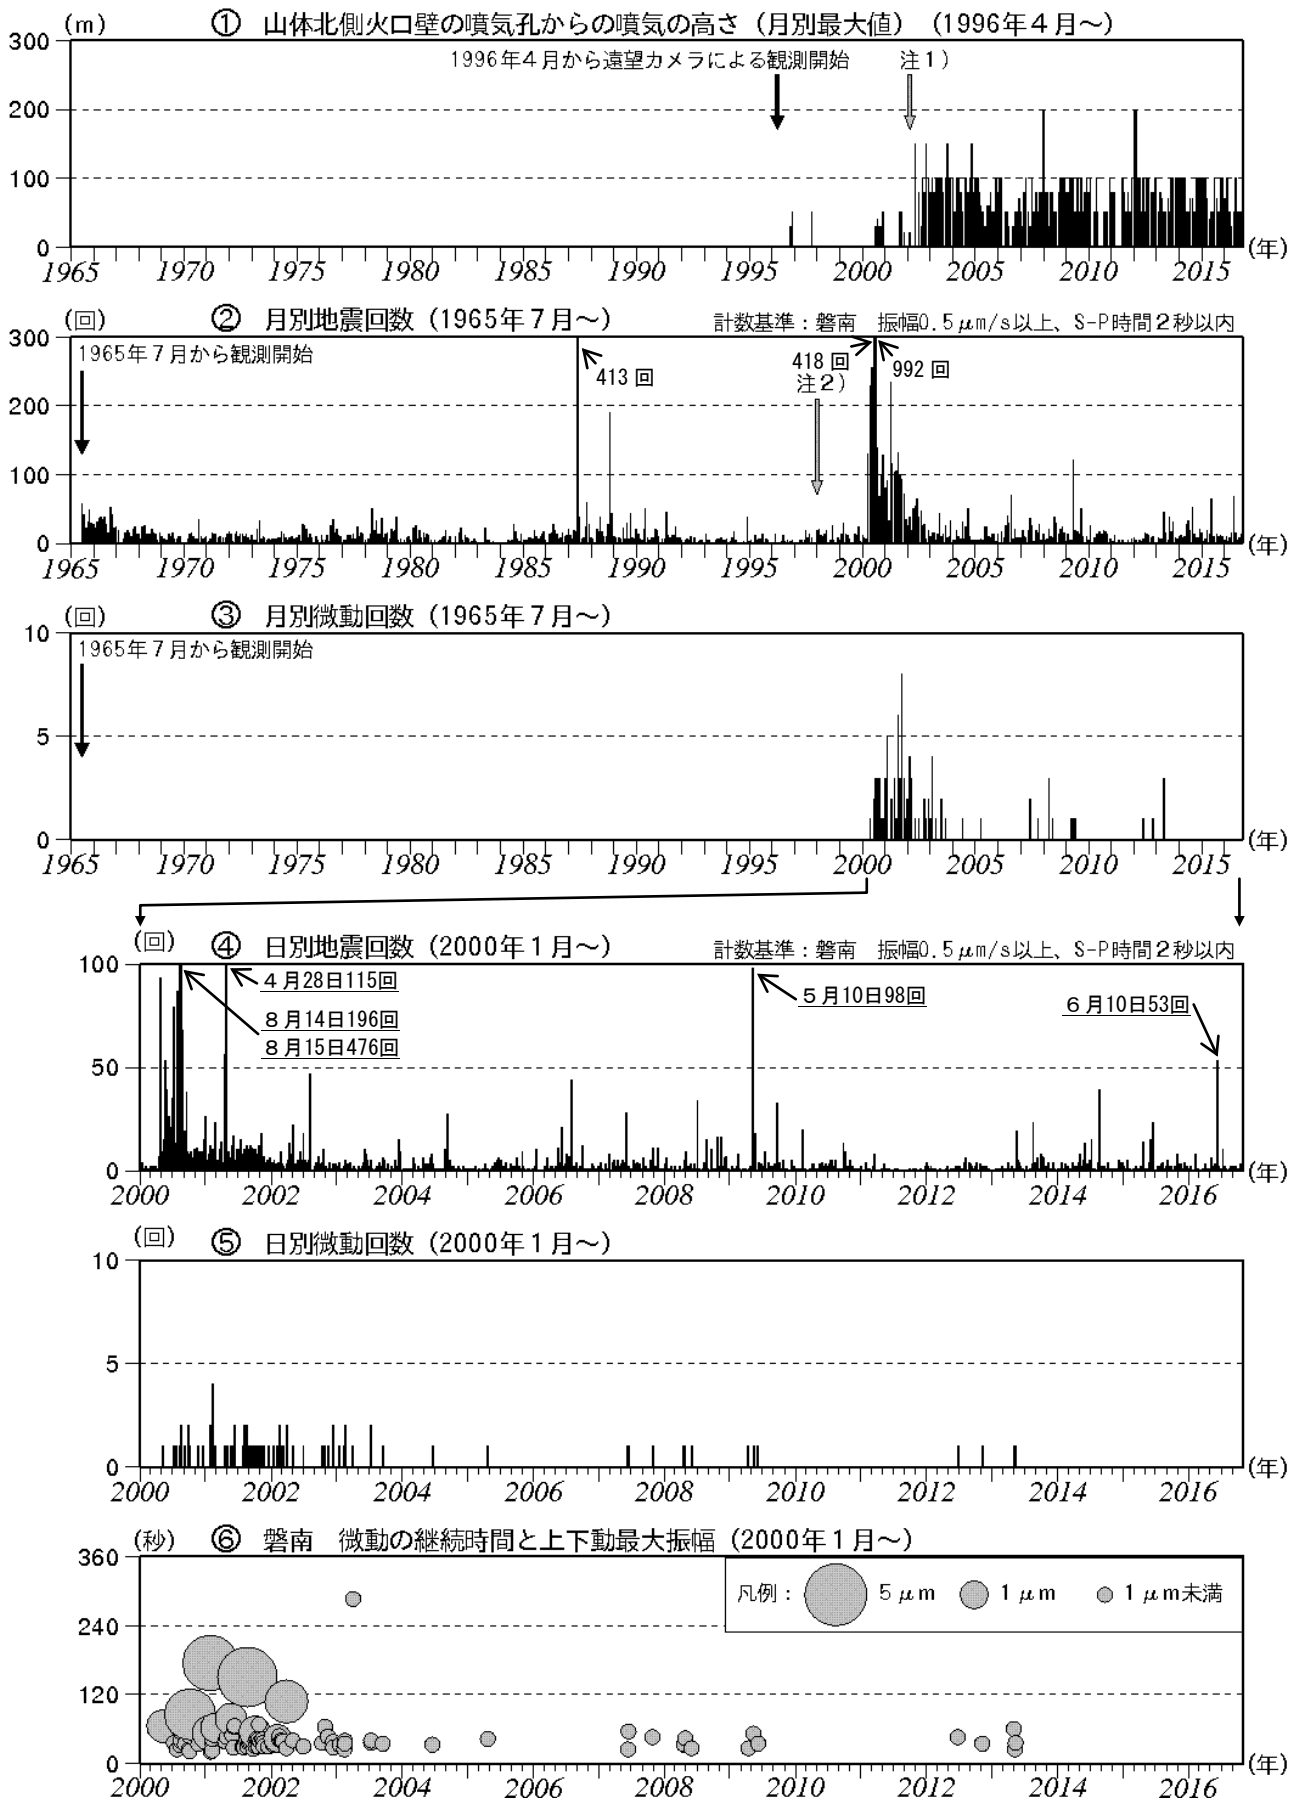 (m) ① 山体北側火口壁の噴気孔からの噴気の高さ（月別最大値）（1996年４月～）
300
1996年４月から遠望カメラによる観測開始 注１）
200
100
0
1965 1970 1975 1980 1985 1990 1995 2000 2005 2010 2015 (年)
(回) ② 月別地震回数（1965年７月～） 計数基準：磐南 振幅0.5μm/s以上、S-P時間２秒以内
300
1965年７月から観測開始
413 回
418 回
992 回
注２）
200
100
0
1965 1970 1975 1980 1985 1990 1995 2000 2005 2010 2015 (年)
(回) ③ 月別微動回数（1965年７月～）
10
1965年７月から観測開始
5
0
1965 1970 1975 1980 1985 1990 1995 2000 2005 2010 2015 (年)
(回) ④ 日別地震回数（2000年１月～） 計数基準：磐南 振幅0.5μm/s以上、S-P時間２秒以内
100
４月28日115回
８月14日196回
８月15日476回
５月10日98回
６月10日53回
50
0
2000 2002 2004 2006 2008 2010 2012 2014 2016 (年)
(回) ⑤ 日別微動回数（2000年１月～）
10
5
0
2000 2002 2004 2006 2008 2010 2012 2014 2016 (年)
(秒) ⑥ 磐南 微動の継続時間と上下動最大振幅（2000年１月～）
360
凡例： ５μm １μm １μm未満
240
120
0
2000 2002 2004 2006 2008 2010 2012 2014 2016 (年)